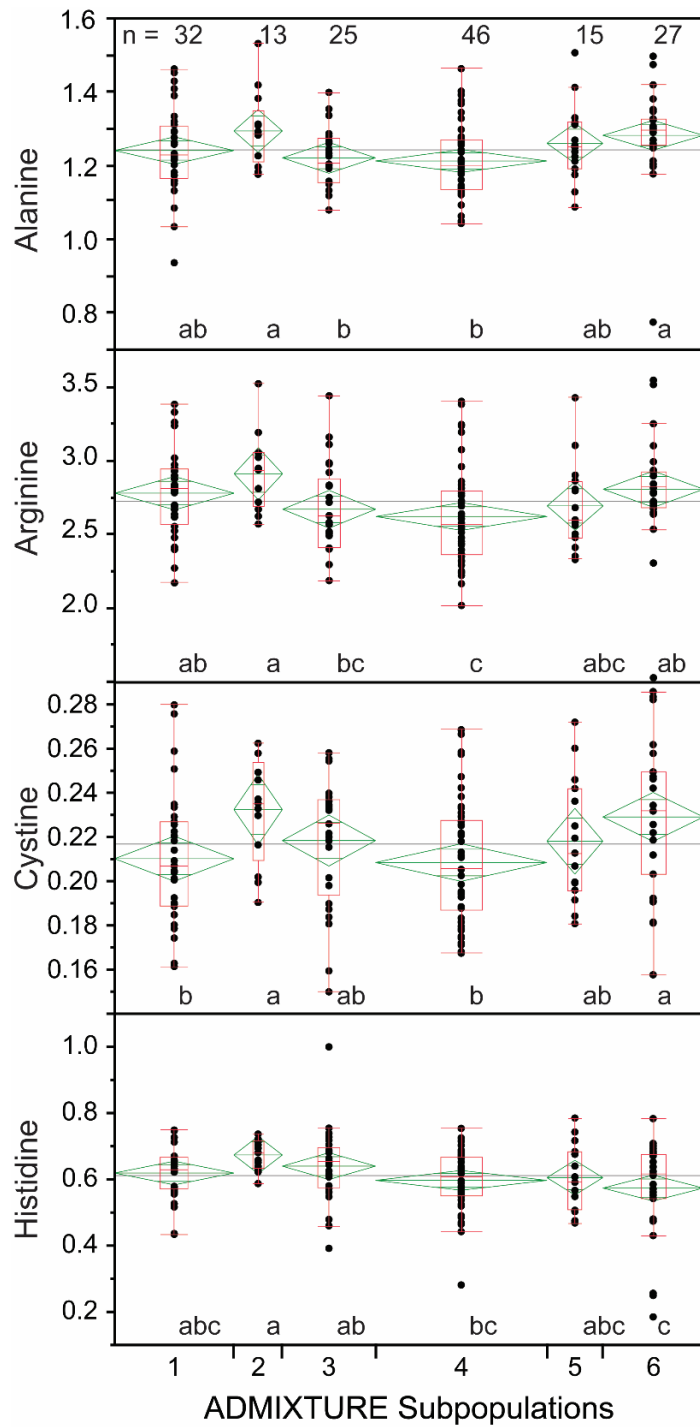 n = 32 13 25 46 15 27
1.6
1.4
1.2
1.0
0.8
Alanine
ab a b b ab a
3.5
3.0
2.5
2.0
Arginine
ab a bc c abc ab
0.28
0.26
0.24
0.22
0.20
0.18
0.16
Cystine
b a ab b ab a
1.0
0.8
0.6
0.4
0.2
Histidine
abc a ab bc abc c
1 2 3 4 5 6
ADMIXTURE Subpopulations